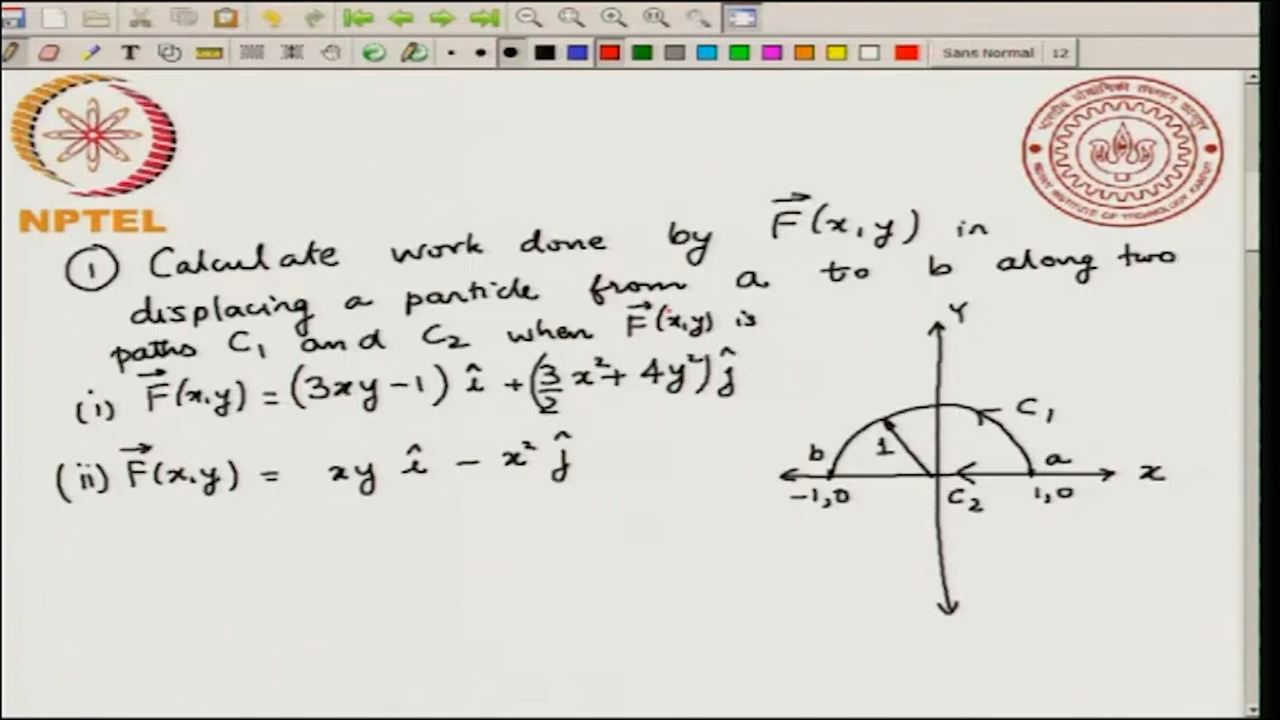 Sans Normal 12
NPTEL
① Calculate work done by F⃗(x,y) in
displacing a particle from a to b along two
paths C₁ and C₂ when F⃗(x,y) is
(i) F⃗(x,y) = (3xy-1) î + (3/2 x² + 4y²) ĵ
(ii) F⃗(x,y) = xy î - x² ĵ
Y
C₁
b
1
a
x
-1,0
C₂
1,0